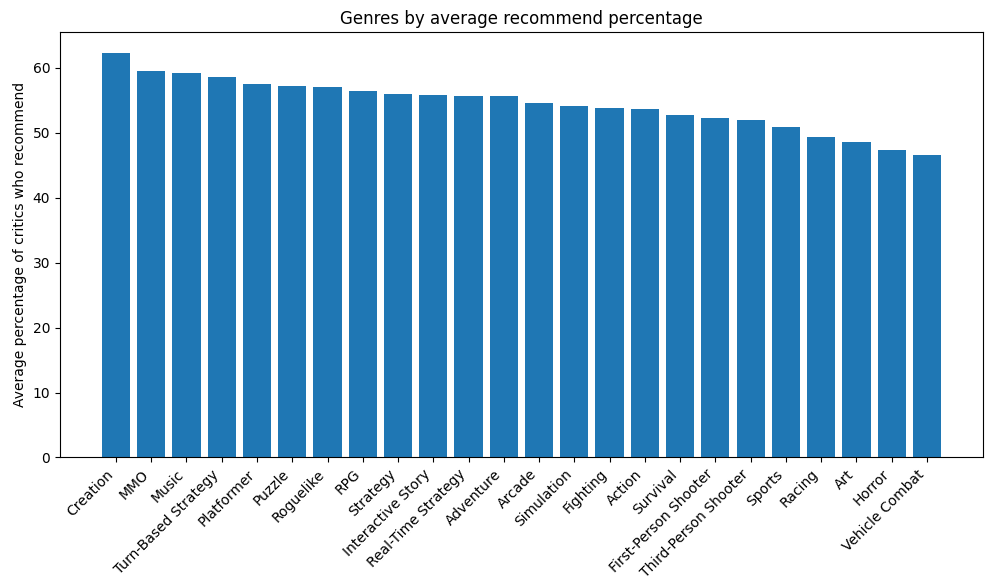 Genres by average recommend percentage
Average percentage of critics who recommend
60
50
40
30
20
10
0
Creation
MMO
Music
Turn-Based Strategy
Platformer
Puzzle
Roguelike
RPG
Strategy
Interactive Story
Real-Time Strategy
Adventure
Arcade
Simulation
Fighting
Action
Survival
First-Person Shooter
Third-Person Shooter
Sports
Racing
Art
Horror
Vehicle Combat